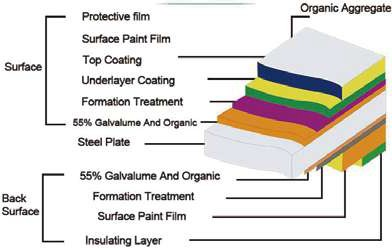 Organic Aggregate
Protective film
Surface Paint Film
Surface
Top Coating
Underlayer Coating
Formation Treatment
55% Galvalume And Organic
Steel Plate
55% Galvalume And Organic
Back
Surface
Formation Treatment
Surface Paint Film
Insulating Layer